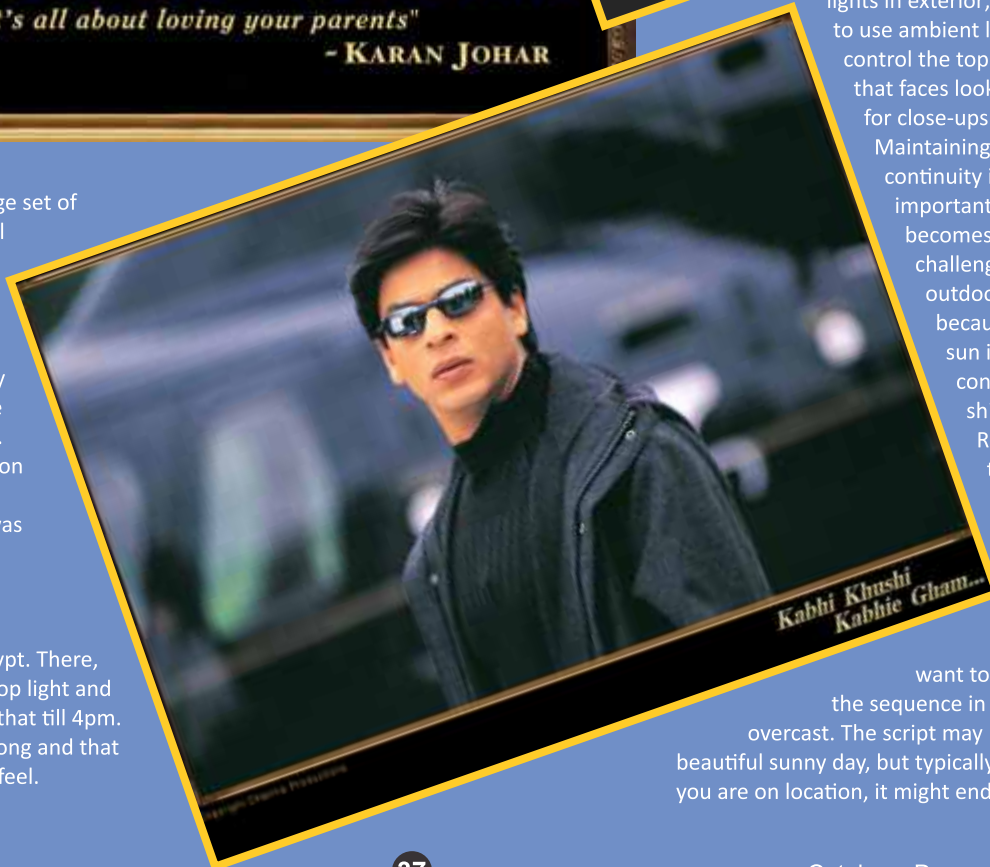 t's all about loving your parents"
- KARAN JOHAR
ge set of
on
vas
ypt. There,
op light and
that till 4pm.
ong and that
feel.
lights in exterior,
to use ambient l
control the top
that faces look
for close-ups
Maintaining
continuity i
important
becomes
challeng
outdoo
becau
sun i
con
sh
R
t
Kabhi Khushi
Kabhie Gham...
want to
the sequence in
overcast. The script may
beautiful sunny day, but typically
you are on location, it might end
37